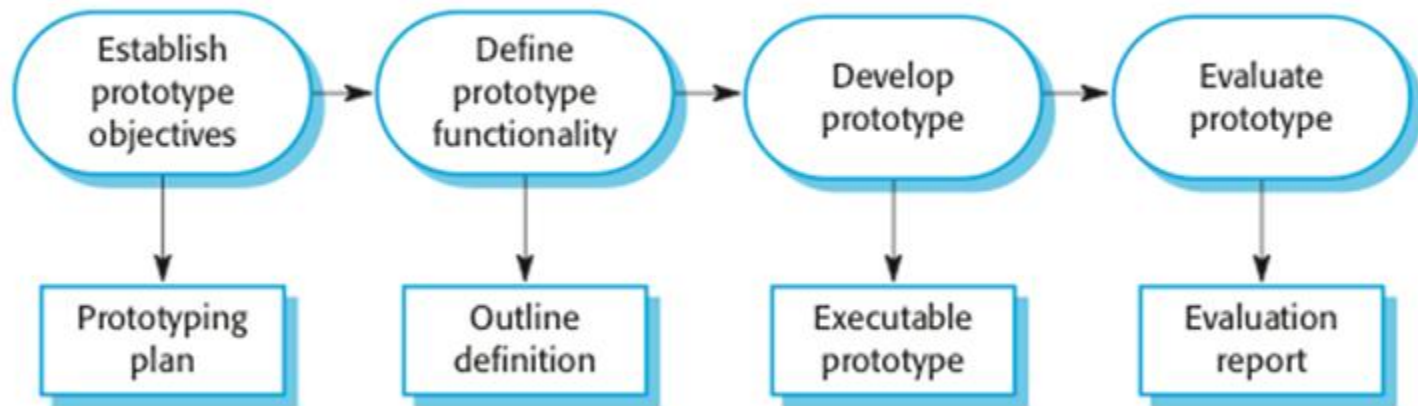 Establish
prototype
objectives
Define
prototype
functionality
Develop
prototype
Evaluate
prototype
Prototyping
plan
Outline
definition
Executable
prototype
Evaluation
report